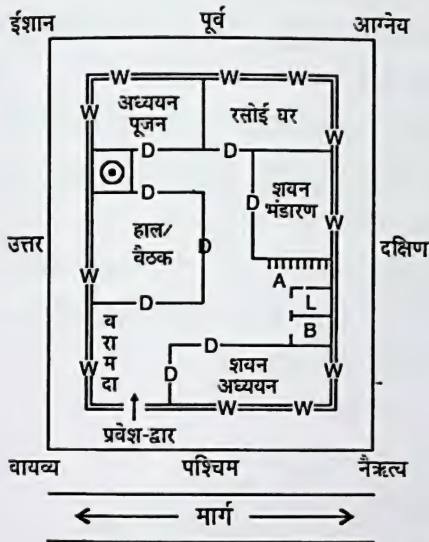 ईशान पूर्व आग्नेय
W W W W
अध्ययन
पूजन
रसोई घर
W W
D D
शयन
भंडारण
D D
उत्तर
हाल/
वैठक
D
W
दक्षिण
W
A
D
L
B
व
रा
म
दा
W
D
शयन
अध्ययन
D
W
W W
प्रवेश-द्वार
वायव्य पश्चिम नैऋत्य
मार्ग